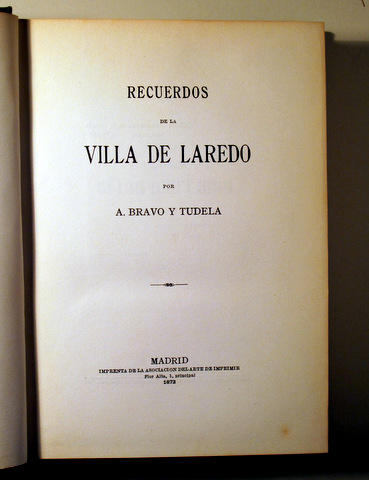 RECUERDOS
DE LA
VILLA DE LAREDO
POR
A. BRAVO Y TUDELA
MADRID
IMPRENTA DE LA ASOCIACION DEL ARTE DE IMPRIMIR
Flor Alta, 1, principal
1873